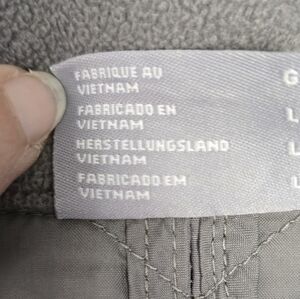 FABRIQUE AU
VIETNAM
FABRICADO EN
VIETNAM
HERSTELLUNGSLAND
VIETNAM
FABRICADO EM
VIETNAM
G
L
L
L